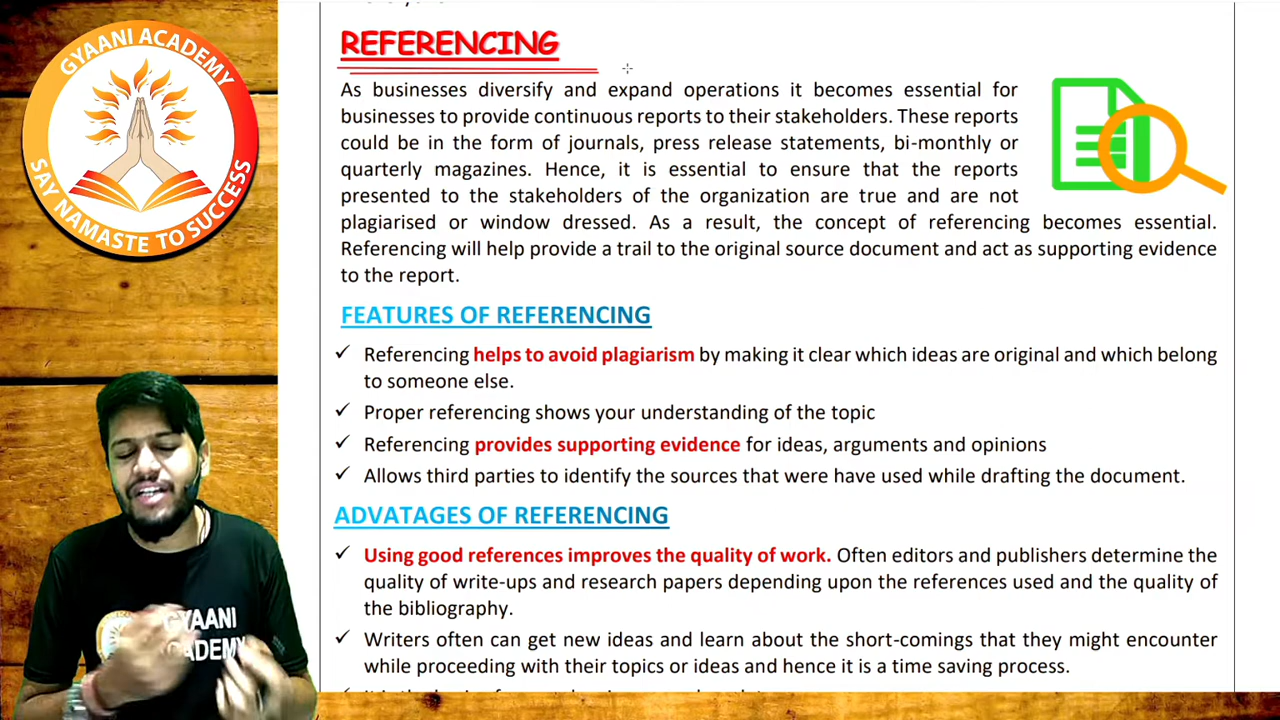 GYAANI ACADEMY
SAY NAMASTE TO SUCCESS
REFERENCING
As businesses diversify and expand operations it becomes essential for
businesses to provide continuous reports to their stakeholders. These reports
could be in the form of journals, press release statements, bi-monthly or
quarterly magazines. Hence, it is essential to ensure that the reports
presented to the stakeholders of the organization are true and are not
plagiarised or window dressed. As a result, the concept of referencing becomes essential.
Referencing will help provide a trail to the original source document and act as supporting evidence
to the report.
FEATURES OF REFERENCING
✓ Referencing helps to avoid plagiarism by making it clear which ideas are original and which belong
to someone else.
✓ Proper referencing shows your understanding of the topic
✓ Referencing provides supporting evidence for ideas, arguments and opinions
✓ Allows third parties to identify the sources that were have used while drafting the document.
ADVATAGES OF REFERENCING
✓ Using good references improves the quality of work. Often editors and publishers determine the
quality of write-ups and research papers depending upon the references used and the quality of
the bibliography.
✓ Writers often can get new ideas and learn about the short-comings that they might encounter
while proceeding with their topics or ideas and hence it is a time saving process.
GYAANI
ACADEMY